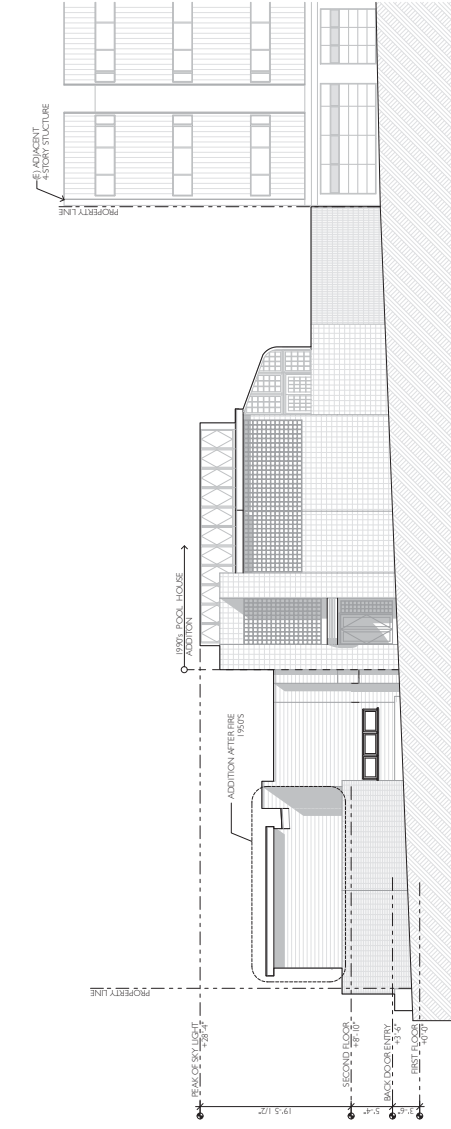 (E) ADJACENT
4-STORY STUCTURE
PROPERTY LINE
1990's POOL HOUSE
ADDITON
ADDITION AFTER FIRE
1950'S
PROPERTY LINE
PEAK OF SKY LIGHT
+28'-4"
SECOND FLOOR
+8'-10"
BACK DOOR ENTRY
+3'-6"
FIRST FLOOR
+0'-0"
19'-5 1/2"
5'-4"
3'-6"